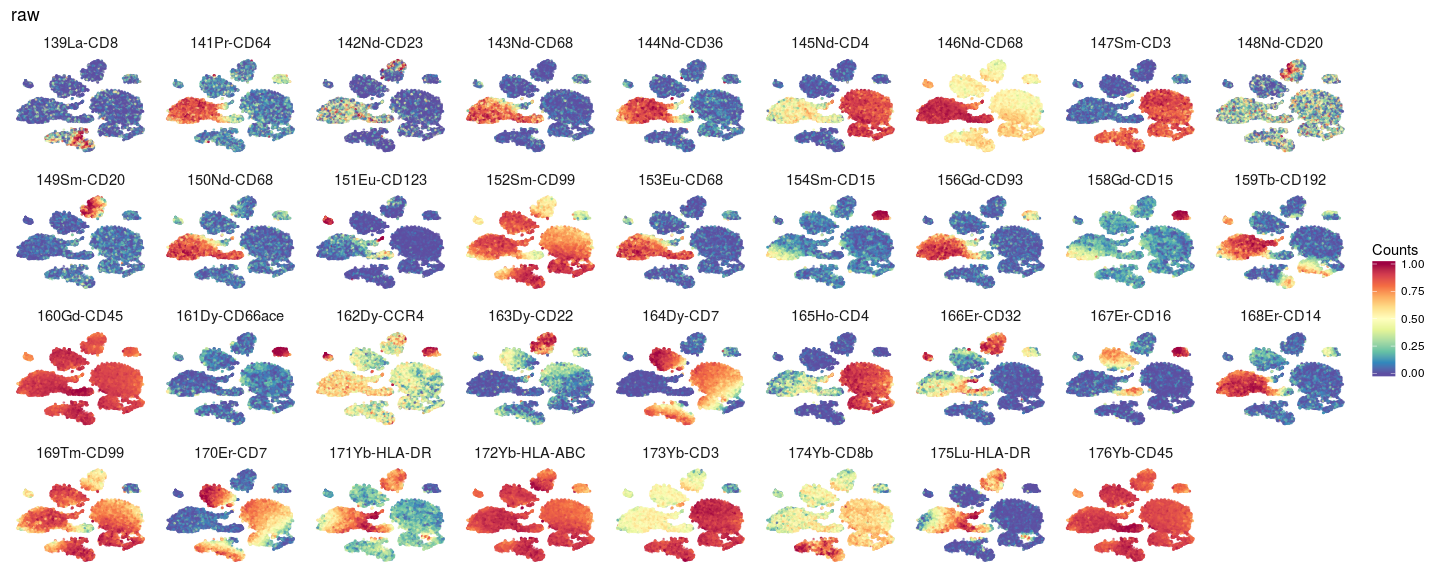 raw
139La-CD8 141Pr-CD64 142Nd-CD23 143Nd-CD68 144Nd-CD36 145Nd-CD4 146Nd-CD68 147Sm-CD3 148Nd-CD20
149Sm-CD20 150Nd-CD68 151Eu-CD123 152Sm-CD99 153Eu-CD68 154Sm-CD15 156Gd-CD93 158Gd-CD15 159Tb-CD192
Counts
1.00
0.75
0.50
0.25
0.00
160Gd-CD45 161Dy-CD66ace 162Dy-CCR4 163Dy-CD22 164Dy-CD7 165Ho-CD4 166Er-CD32 167Er-CD16 168Er-CD14
169Tm-CD99 170Er-CD7 171Yb-HLA-DR 172Yb-HLA-ABC 173Yb-CD3 174Yb-CD8b 175Lu-HLA-DR 176Yb-CD45